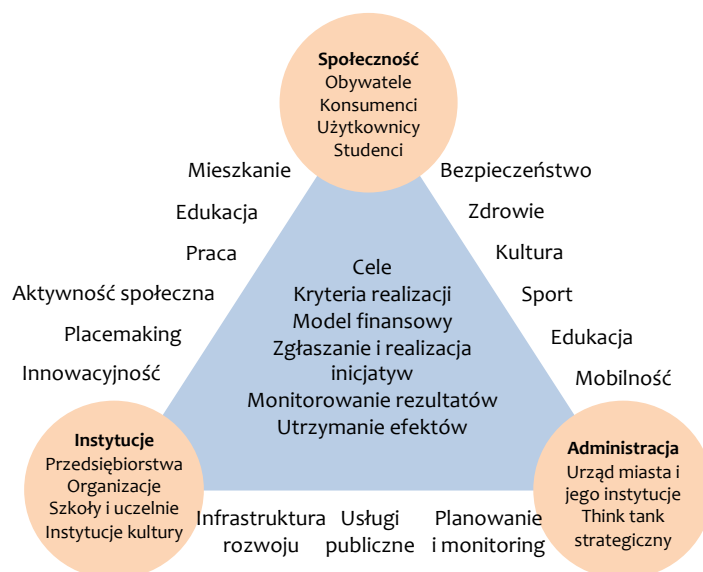 Społeczność
Obywatele
Konsumenci
Użytkownicy
Studenci
Mieszkanie
Edukacja
Praca
Aktywność społeczna
Placemaking
Innowacyjność
Bezpieczeństwo
Zdrowie
Kultura
Sport
Edukacja
Mobilność
Cele
Kryteria realizacji
Model finansowy
Zgłaszanie i realizacja
inicjatyw
Monitorowanie rezultatów
Utrzymanie efektów
Instytucje
Przedsiębiorstwa
Organizacje
Szkoły i uczelnie
Instytucje kultury
Infrastruktura
rozwoju
Usługi
publiczne
Planowanie
i monitoring
Administracja
Urząd miasta i
jego instytucje
Think tank
strategiczny